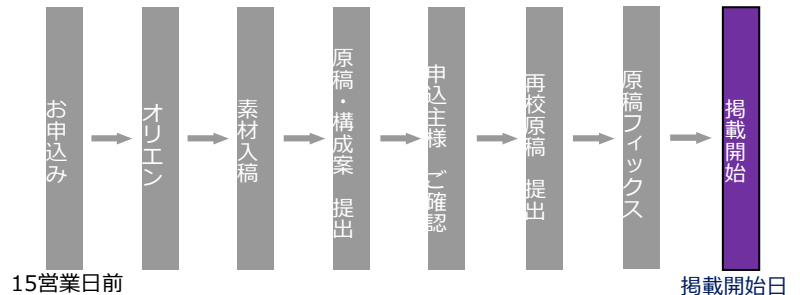 お申込み
オリエン
素材入稿
原稿・構成案　提出
申込主様　ご確認
再校原稿　提出
原稿フィックス
掲載開始
15営業日前
掲載開始日